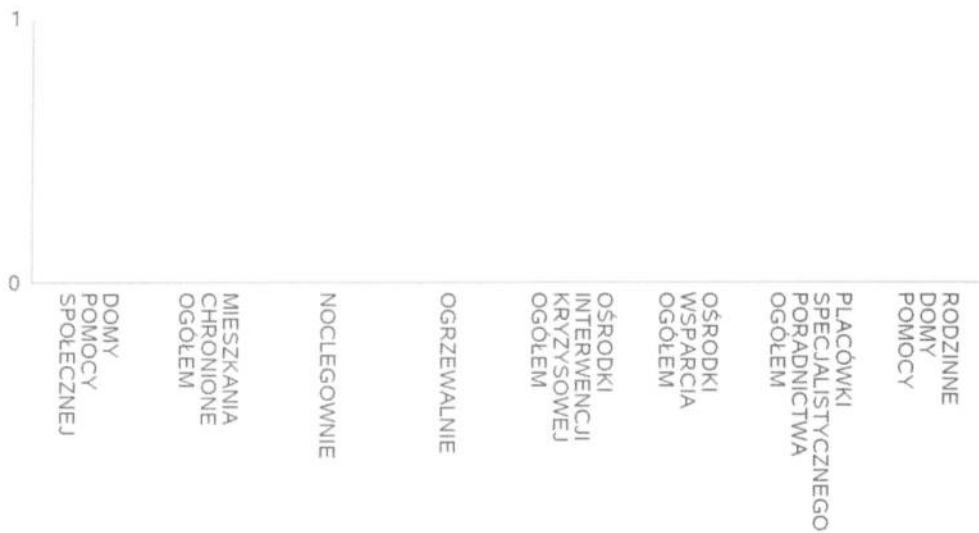 1
0
DOMY
POMOCY
SPOŁECZNEJ
MIESZKANIA
CHRONIONE
OGÓŁEM
NOCLEGOWNIE
OGRZEWALNIE
OŚRODKI
INTERWENCJI
KRYZYSOWEJ
OGÓŁEM
OŚRODKI
WSPARCIA
OGÓŁEM
PLACÓWKI
SPECJALISTYCZNEGO
PORADNICTWA
OGÓŁEM
RODZINNE
DOMY
POMOCY